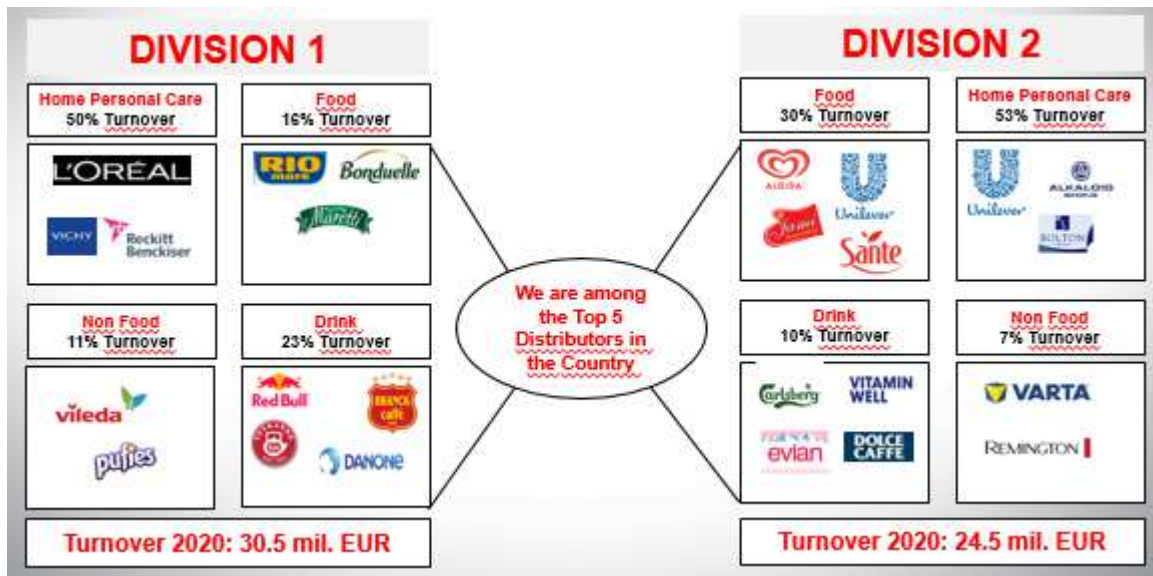 DIVISION 1
Home Personal Care
50% Turnover
Food
16% Turnover
L'ORÉAL
VICHY
Reckitt
Benckiser
RIO
mare
Bonduelle
Maretti
Non Food
11% Turnover
Drink
23% Turnover
vileda
pufies
Red Bull
FRANCK
caffè
DANONE
Turnover 2020: 30.5 mil. EUR
We are among
the Top 5
Distributors in
the Country
DIVISION 2
Food
30% Turnover
Home Personal Care
53% Turnover
ALGIDA
Unilever
Sante
Unilever
ALKALOID
SKOPJE
BOLTON
Drink
10% Turnover
Non Food
7% Turnover
Carlsberg
VITAMIN
WELL
evian
DOLCE
CAFFE
VARTA
REMINGTON
Turnover 2020: 24.5 mil. EUR